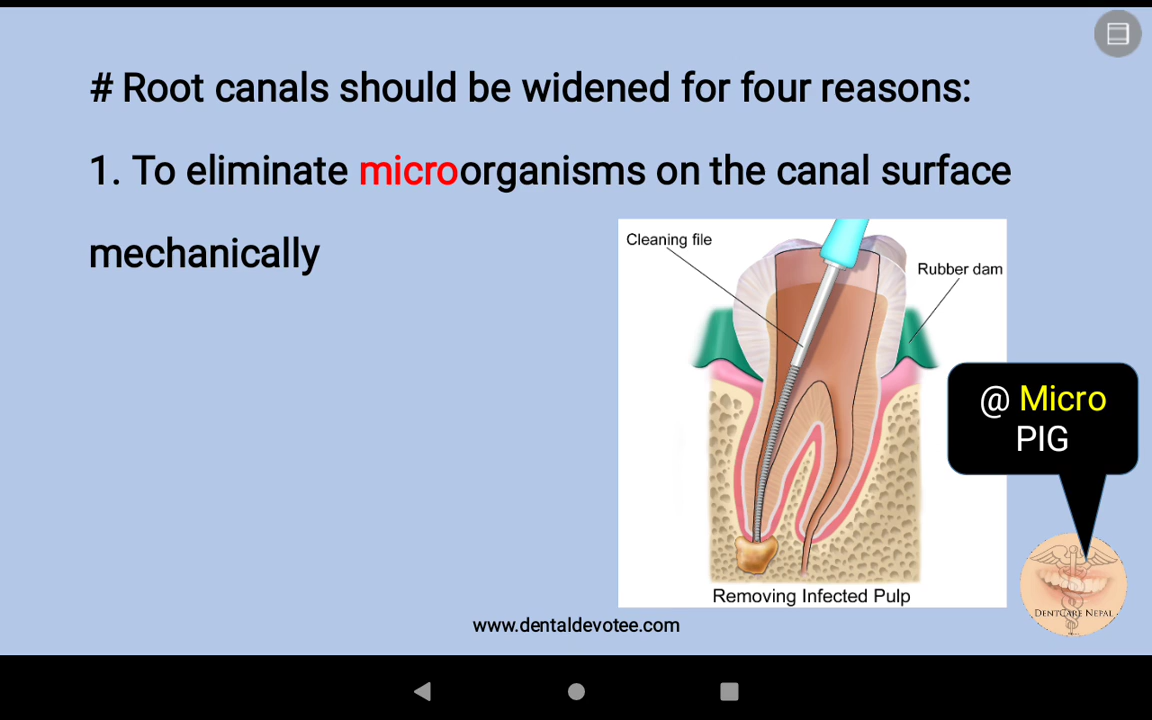 # Root canals should be widened for four reasons:
1. To eliminate microorganisms on the canal surface
mechanically
Cleaning file
Rubber dam
@ Micro
PIG
DENTCARE NEPAL
Removing Infected Pulp
www.dentaldevotee.com